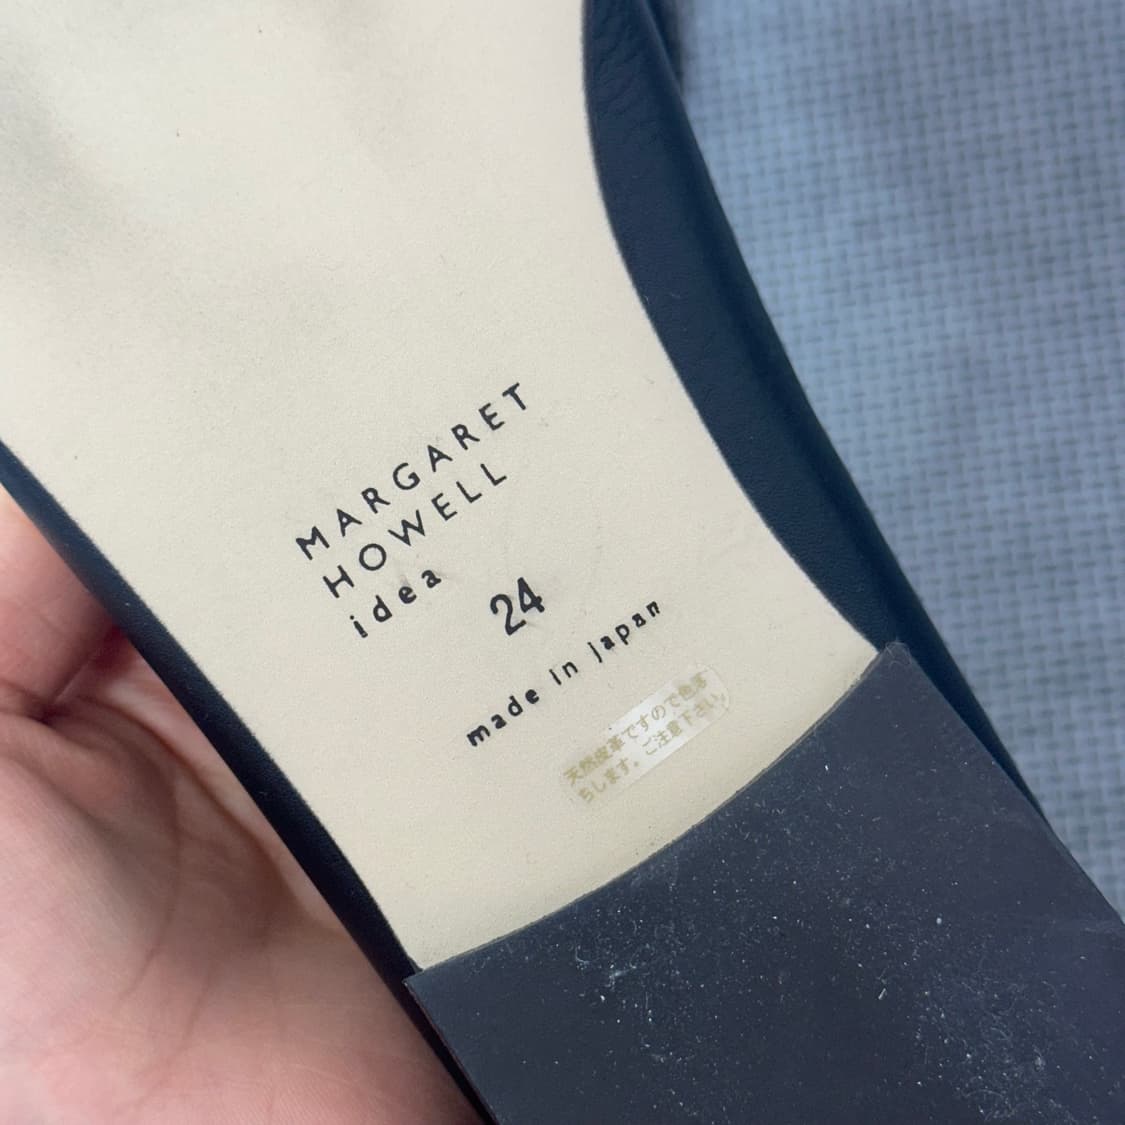 MARGARET
HOWELL
idea
24
made in japan
天然皮革ですので色落
ちします。ご注意下さい。